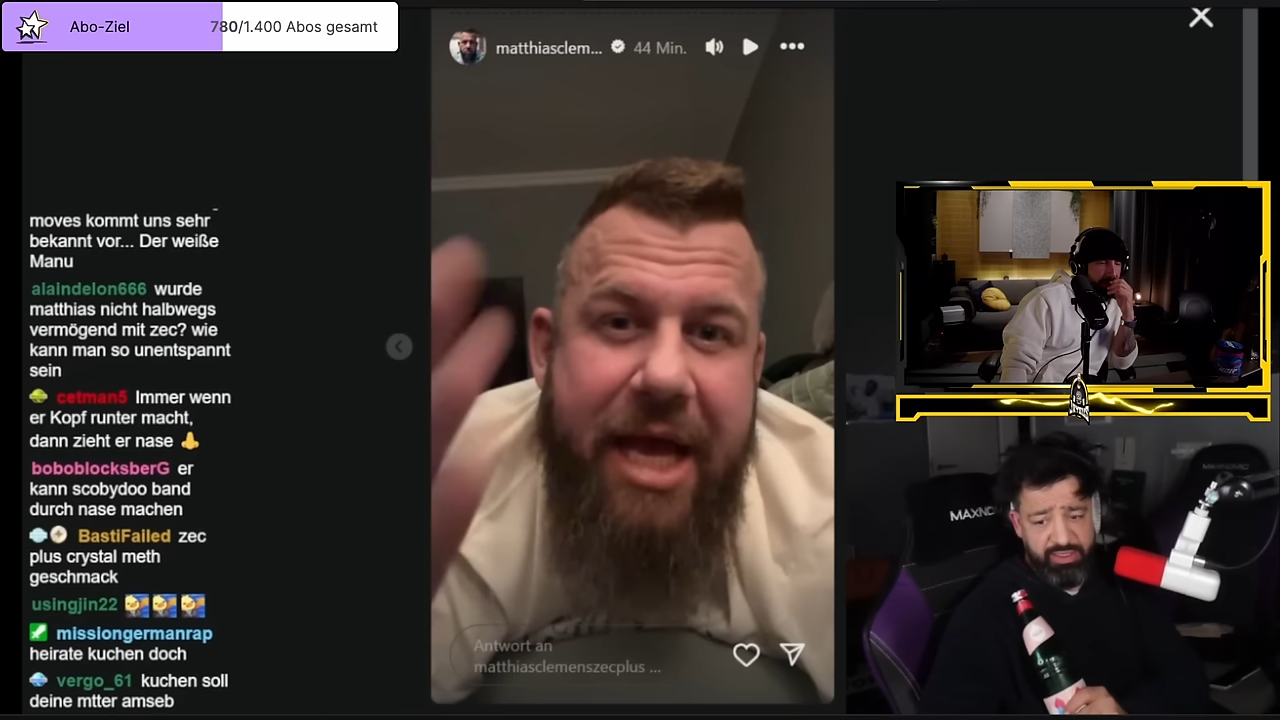 Abo-Ziel
780/1.400 Abos gesamt
matthiasclem... 44 Min.
moves kommt uns sehr
bekannt vor... Der weiße
Manu
alaindelon666 wurde
matthias nicht halbwegs
vermögend mit zec? wie
kann man so unentspannt
sein
cetman5 Immer wenn
er Kopf runter macht,
dann zieht er nase
boboblocksberG er
kann scobydoo band
durch nase machen
BastiFailed zec
plus crystal meth
geschmack
usingjin22
missiongermanrap
heirate kuchen doch
vergo_61 kuchen soll
deine mtter amseb
Antwort an
matthiasclemenszecplus ...
MAXNOMIC